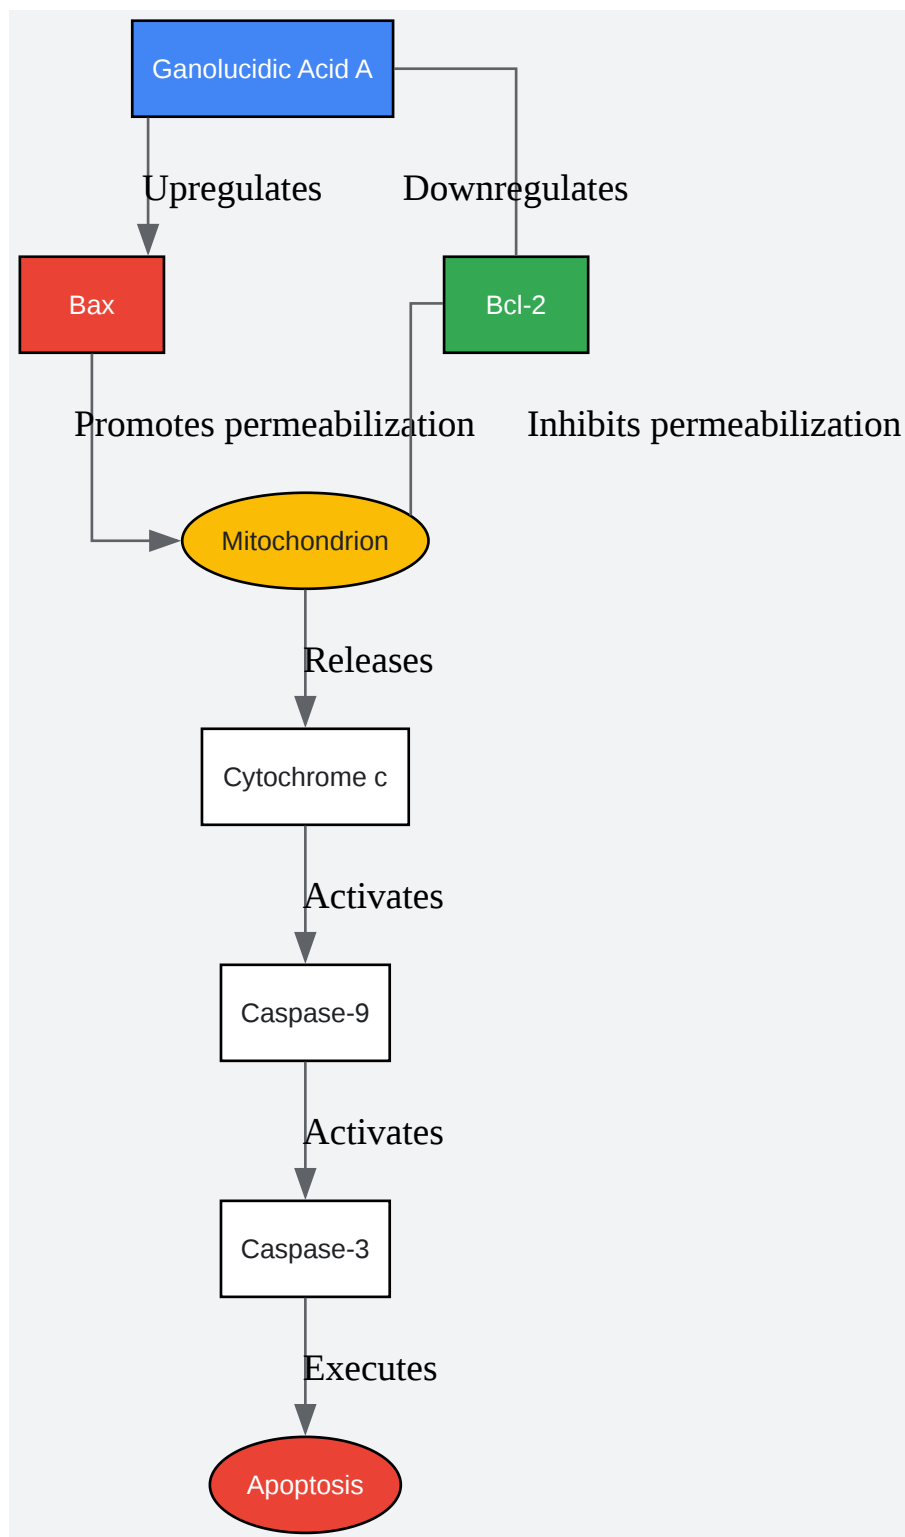 Ganolucidic Acid A
Upregulates
Downregulates
Bax
Bcl-2
Promotes permeabilization
Inhibits permeabilization
Mitochondrion
Releases
Cytochrome c
Activates
Caspase-9
Activates
Caspase-3
Executes
Apoptosis